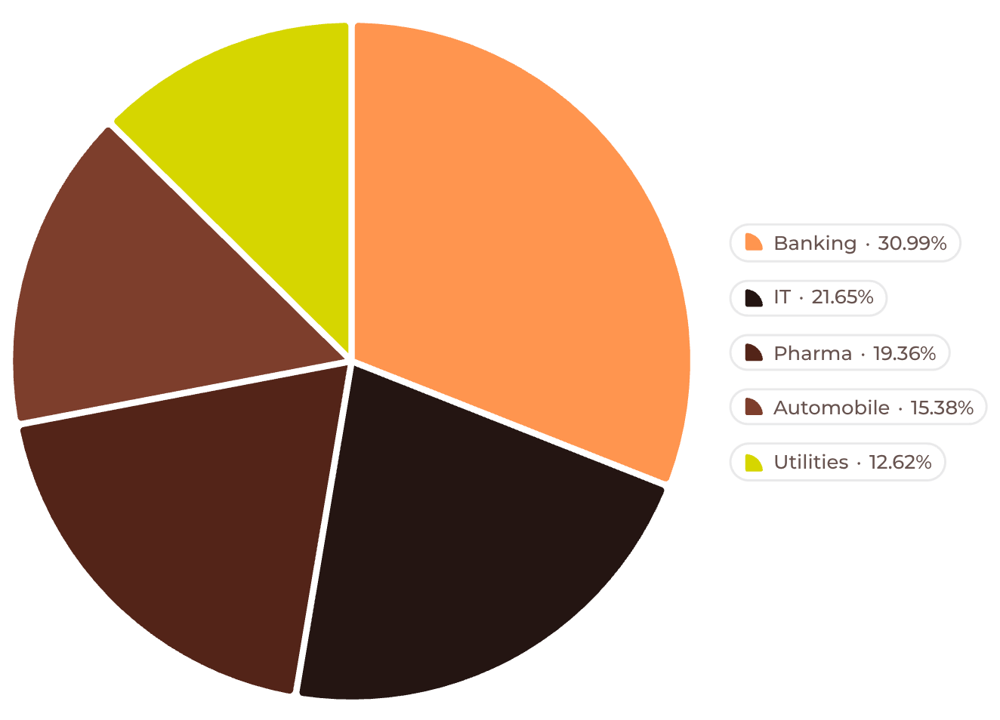 Banking · 30.99%
IT · 21.65%
Pharma · 19.36%
Automobile · 15.38%
Utilities · 12.62%